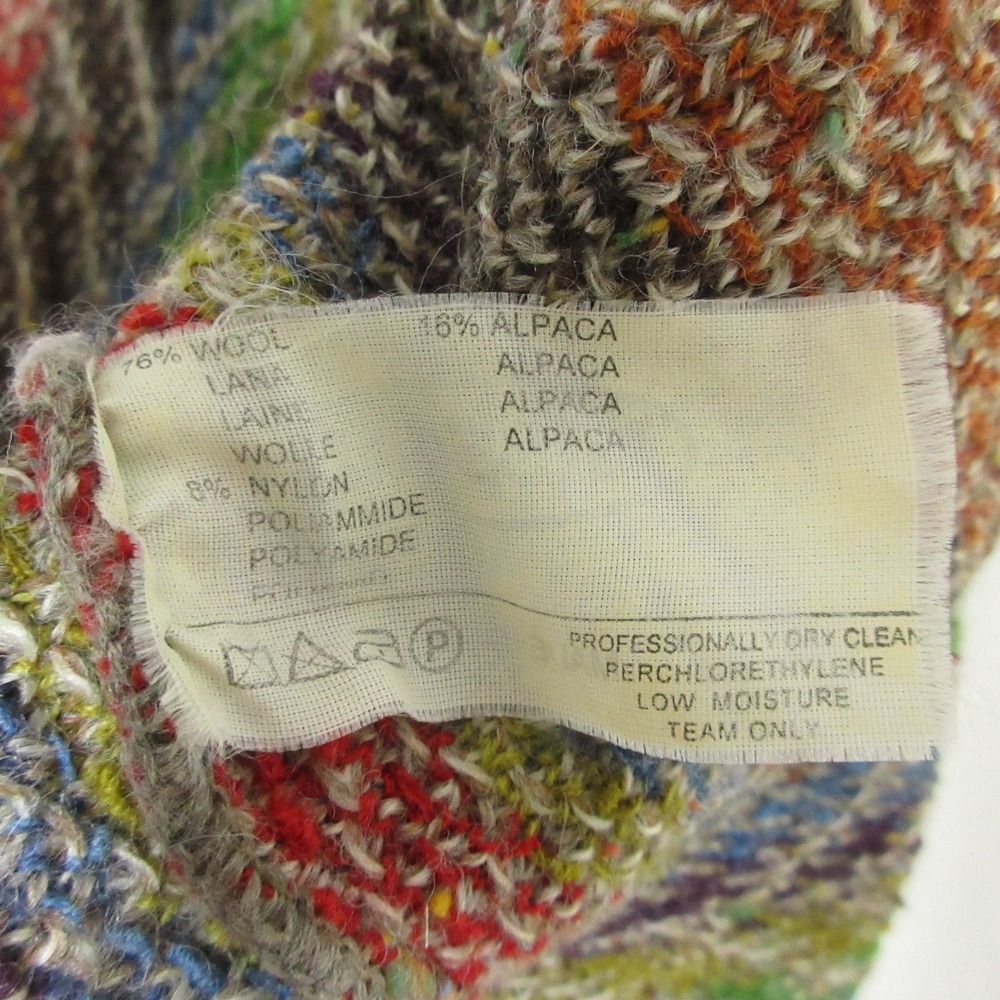 76% WOOL
LANA
LAINE
WOLLE
8% NYLON
POLIAMMIDE
POLYAMIDE
16% ALPACA
ALPACA
ALPACA
ALPACA
P
PROFESSIONALLY DRY CLEAN
PERCHLORETHYLENE
LOW MOISTURE
TEAM ONLY